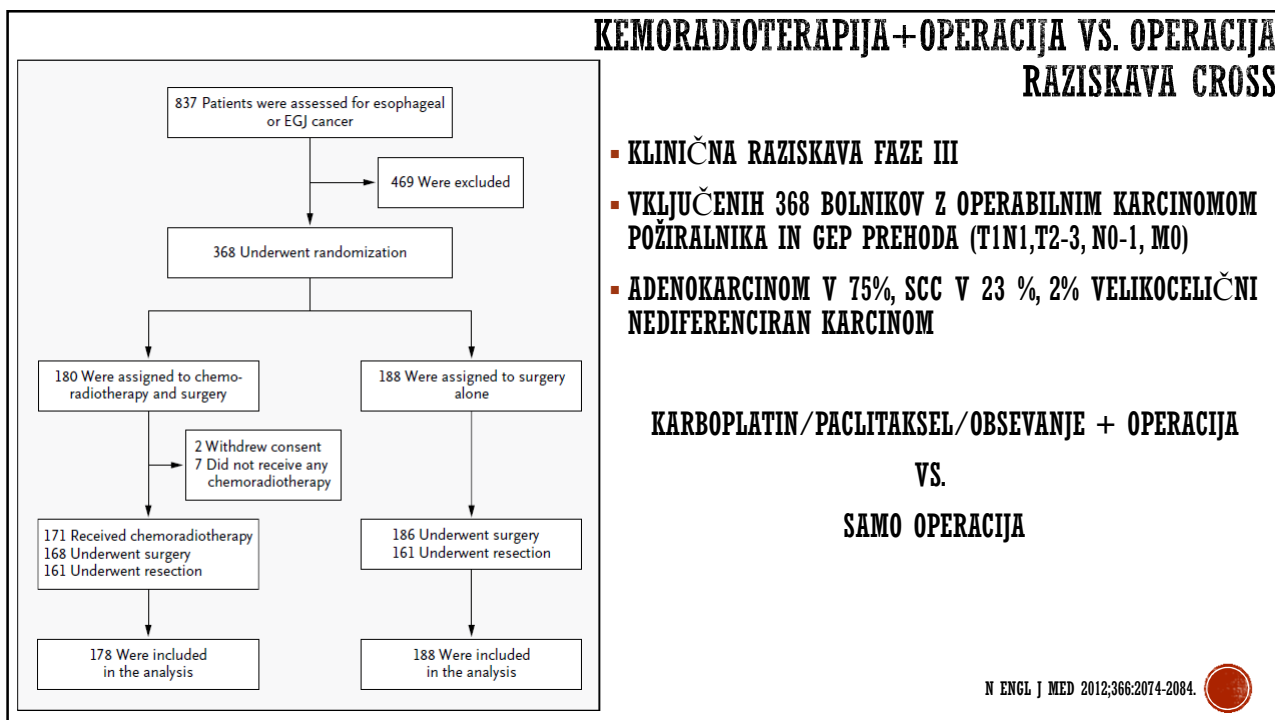 KEMORADIOTERAPIJA+OPERACIJA VS. OPERACIJA
RAZISKAVA CROSS
837 Patients were assessed for esophageal
or EGJ cancer
469 Were excluded
368 Underwent randomization
180 Were assigned to chemo-
radiotherapy and surgery
188 Were assigned to surgery
alone
2 Withdrew consent
7 Did not receive any
chemoradiotherapy
171 Received chemoradiotherapy
168 Underwent surgery
161 Underwent resection
186 Underwent surgery
161 Underwent resection
178 Were included
in the analysis
188 Were included
in the analysis
▪ KLINIČNA RAZISKAVA FAZE III
▪ VKLJUČENIH 368 BOLNIKOV Z OPERABILNIM KARCINOMOM
POŽIRALNIKA IN GEP PREHODA (T1N1,T2-3, N0-1, M0)
▪ ADENOKARCINOM V 75%, SCC V 23 %, 2% VELIKOCELIČNI
NEDIFERENCIRAN KARCINOM
KARBOPLATIN/PACLITAKSEL/OBSEVANJE + OPERACIJA
VS.
SAMO OPERACIJA
N ENGL J MED 2012;366:2074-2084.